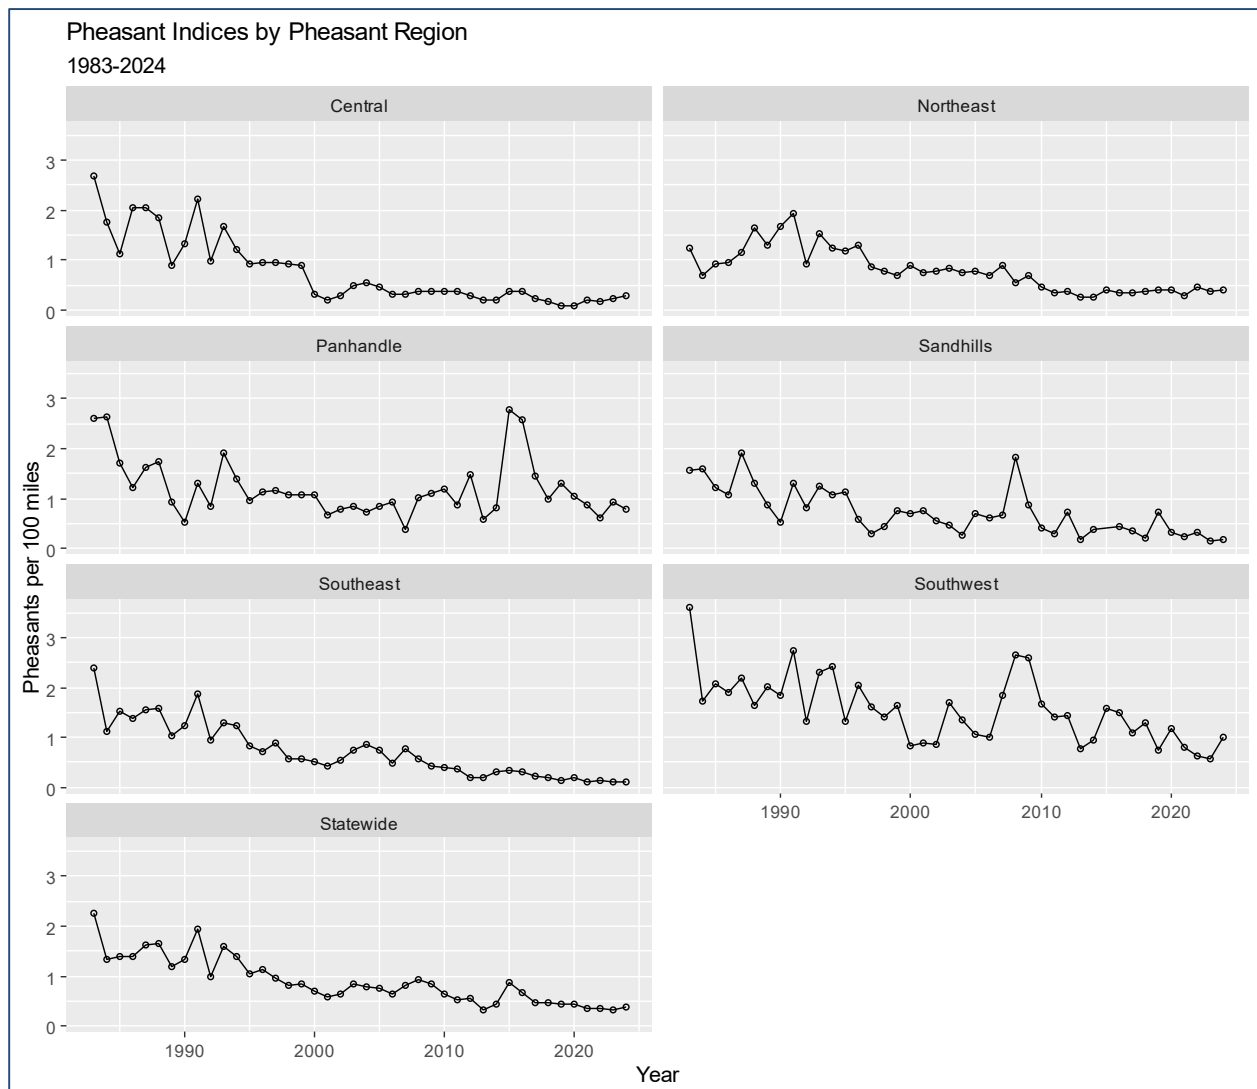 Pheasant Indices by Pheasant Region
1983-2024
Central
Northeast
3
2
1
0
Panhandle
Sandhills
3
2
1
0
Pheasants per 100 miles
Southeast
Southwest
3
2
1
0
1990 2000 2010 2020
Statewide
3
2
1
0
1990 2000 2010 2020
Year